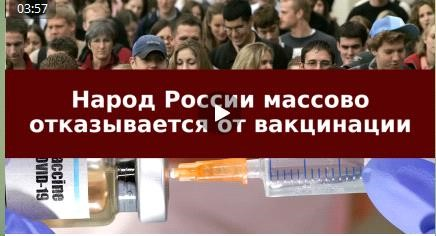 03:57
Народ России массово
отказывается от вакцинации
Vaccine
COVID-19